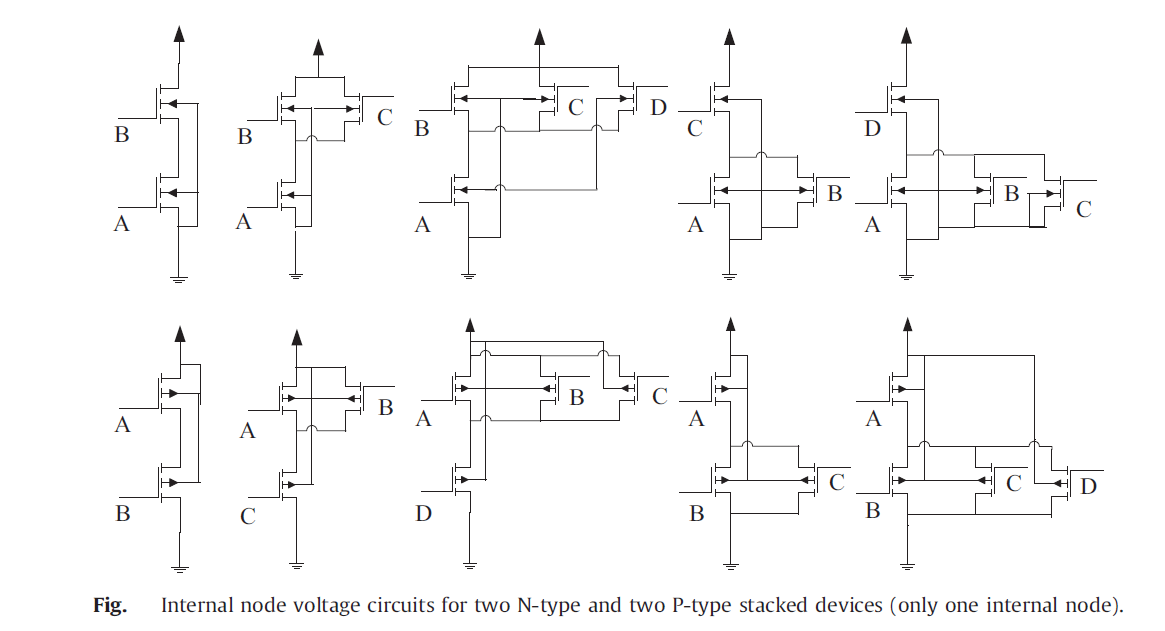 B
A
B
C
A
B
C
D
A
C
A
B
D
A
B
C
A
B
A
B
C
A
B
C
D
A
B
C
A
B
C
D
Fig. Internal node voltage circuits for two N-type and two P-type stacked devices (only one internal node).